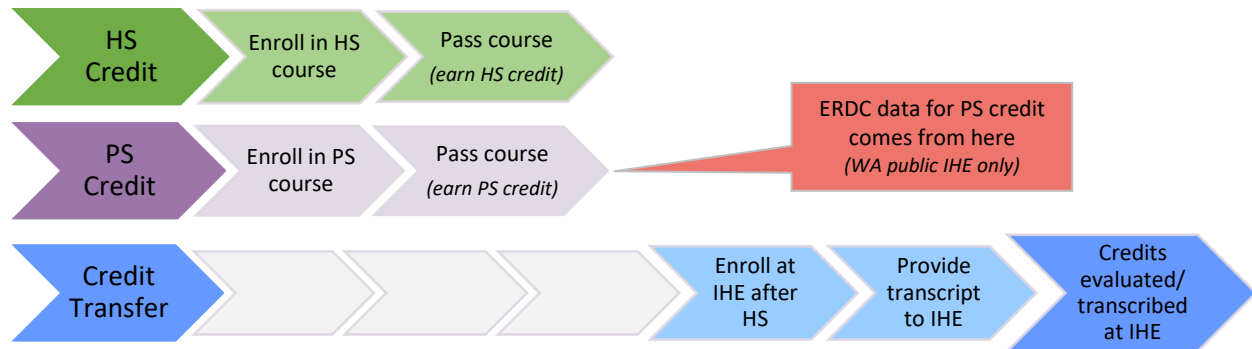 HS
Credit
Enroll in HS
course
Pass course
(earn HS credit)
PS
Credit
Enroll in PS
course
Pass course
(earn PS credit)
ERDC data for PS credit
comes from here
(WA public IHE only)
Credit
Transfer
Enroll at
IHE after
HS
Provide
transcript
to IHE
Credits
evaluated/
transcribed
at IHE